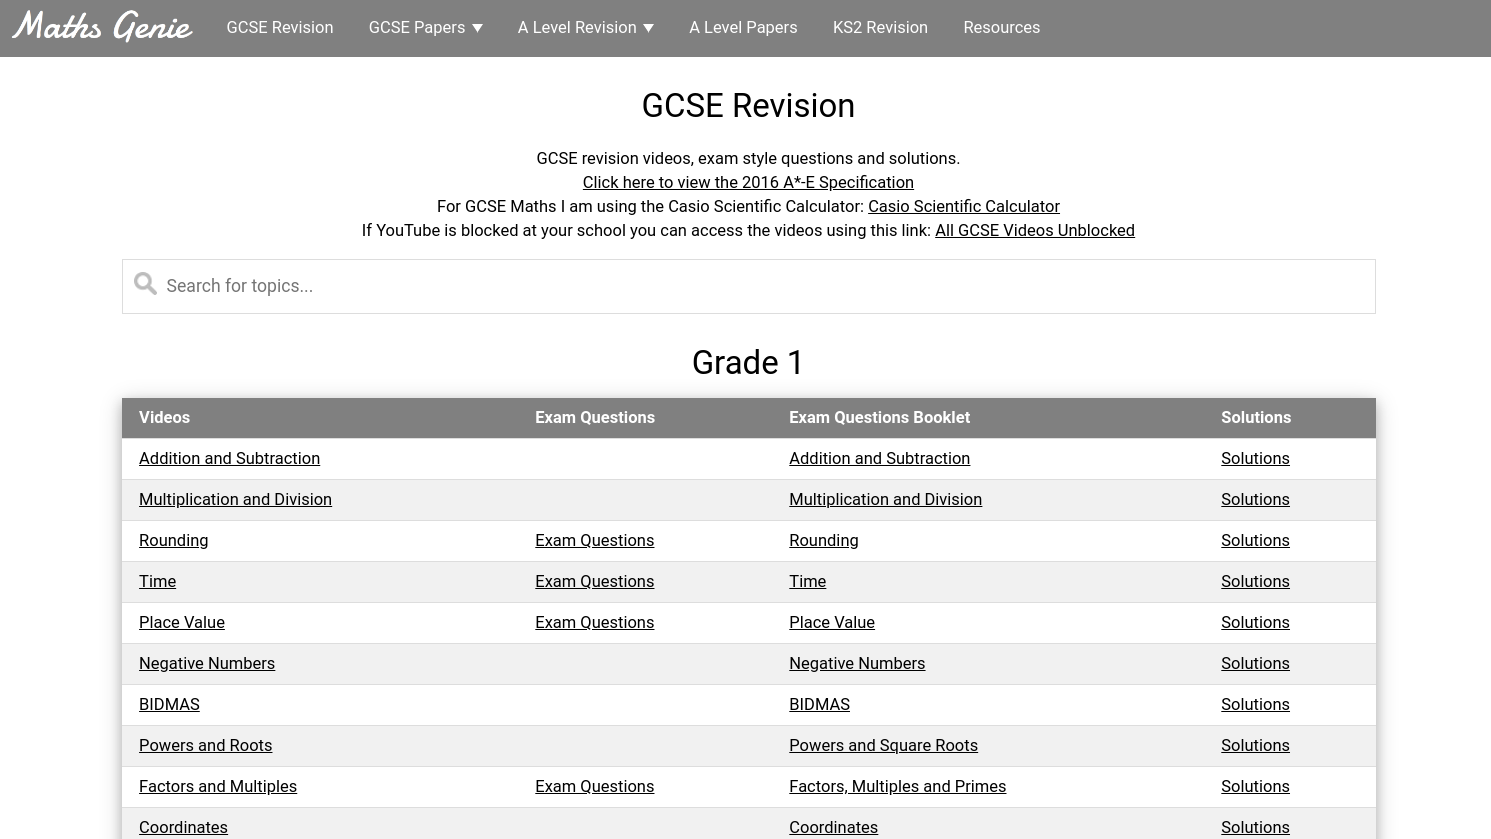 Maths Genie GCSE Revision GCSE Papers ▼ A Level Revision ▼ A Level Papers KS2 Revision Resources
GCSE Revision
GCSE revision videos, exam style questions and solutions.
Click here to view the 2016 A*-E Specification
For GCSE Maths I am using the Casio Scientific Calculator: Casio Scientific Calculator
If YouTube is blocked at your school you can access the videos using this link: All GCSE Videos Unblocked
Search for topics...
Grade 1
Videos Exam Questions Exam Questions Booklet Solutions
Addition and Subtraction Addition and Subtraction Solutions
Multiplication and Division Multiplication and Division Solutions
Rounding Exam Questions Rounding Solutions
Time Exam Questions Time Solutions
Place Value Exam Questions Place Value Solutions
Negative Numbers Negative Numbers Solutions
BIDMAS BIDMAS Solutions
Powers and Roots Powers and Square Roots Solutions
Factors and Multiples Exam Questions Factors, Multiples and Primes Solutions
Coordinates Coordinates Solutions